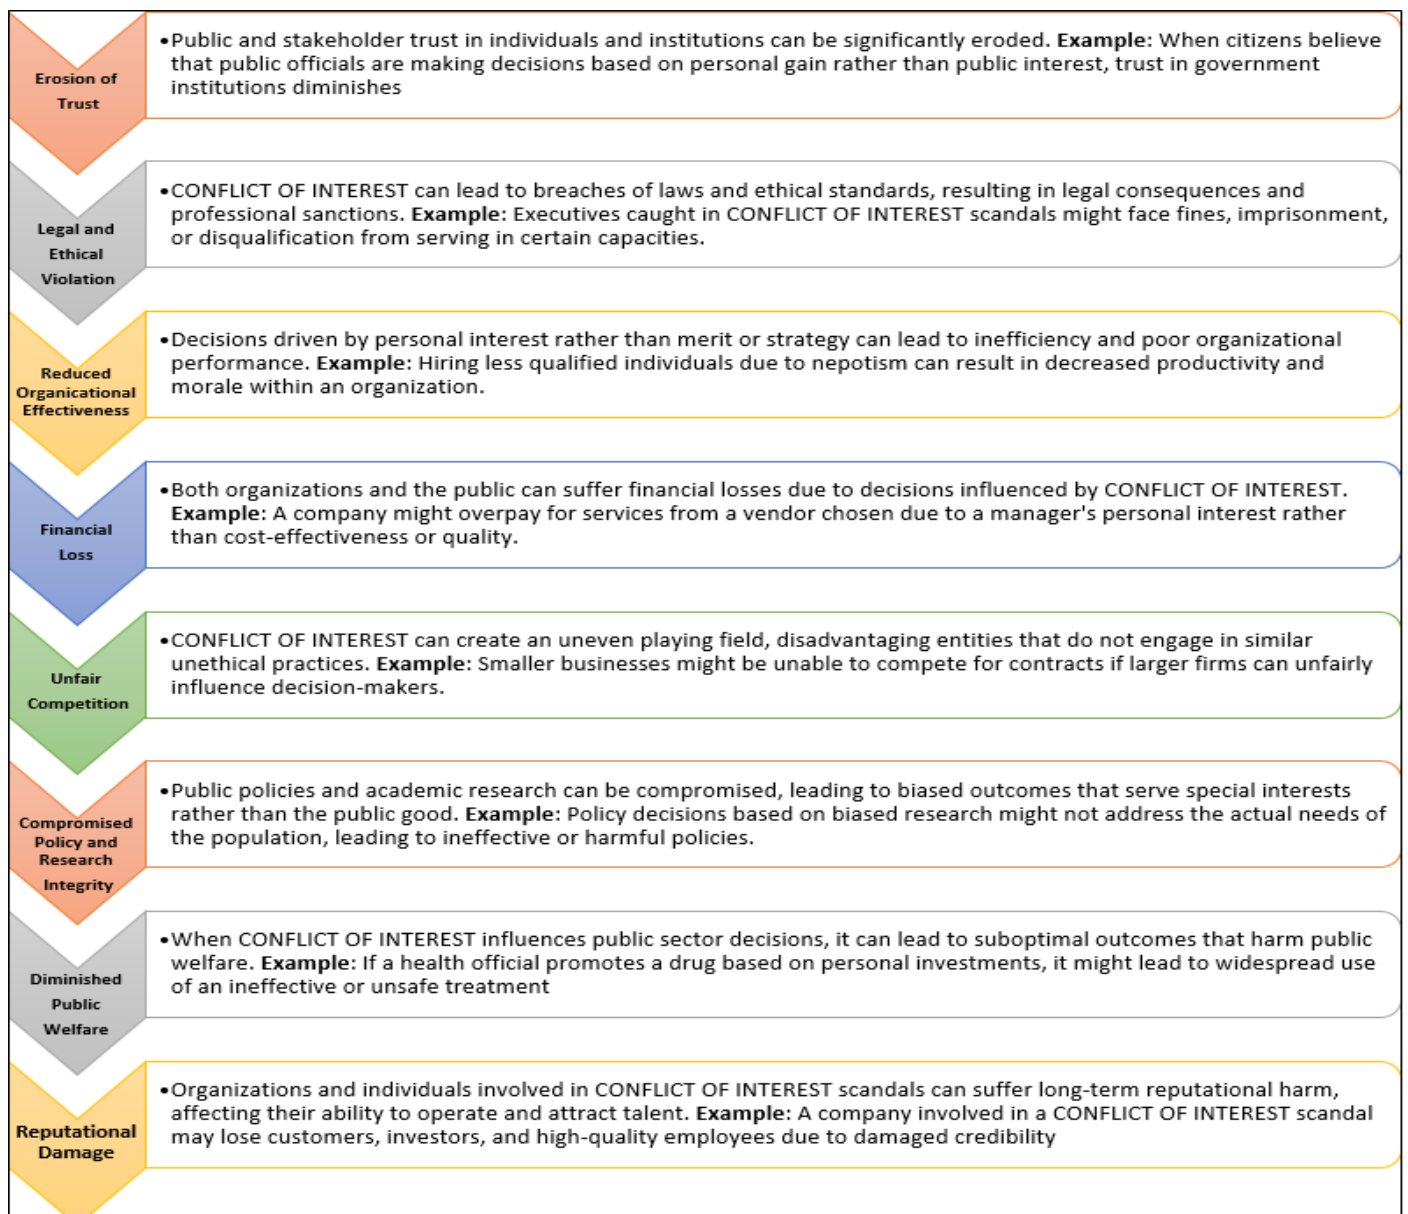 Erosion of
Trust
•Public and stakeholder trust in individuals and institutions can be significantly eroded. Example: When citizens believe
that public officials are making decisions based on personal gain rather than public interest, trust in government
institutions diminishes
Legal and
Ethical
Violation
•CONFLICT OF INTEREST can lead to breaches of laws and ethical standards, resulting in legal consequences and
professional sanctions. Example: Executives caught in CONFLICT OF INTEREST scandals might face fines, imprisonment,
or disqualification from serving in certain capacities.
Reduced
Organicational
Effectiveness
•Decisions driven by personal interest rather than merit or strategy can lead to inefficiency and poor organizational
performance. Example: Hiring less qualified individuals due to nepotism can result in decreased productivity and
morale within an organization.
Financial
Loss
•Both organizations and the public can suffer financial losses due to decisions influenced by CONFLICT OF INTEREST.
Example: A company might overpay for services from a vendor chosen due to a manager's personal interest rather
than cost-effectiveness or quality.
Unfair
Competition
•CONFLICT OF INTEREST can create an uneven playing field, disadvantaging entities that do not engage in similar
unethical practices. Example: Smaller businesses might be unable to compete for contracts if larger firms can unfairly
influence decision-makers.
Compromised
Policy and
Research
Integrity
•Public policies and academic research can be compromised, leading to biased outcomes that serve special interests
rather than the public good. Example: Policy decisions based on biased research might not address the actual needs of
the population, leading to ineffective or harmful policies.
Diminished
Public
Welfare
•When CONFLICT OF INTEREST influences public sector decisions, it can lead to suboptimal outcomes that harm public
welfare. Example: If a health official promotes a drug based on personal investments, it might lead to widespread use
of an ineffective or unsafe treatment
Reputational
Damage
•Organizations and individuals involved in CONFLICT OF INTEREST scandals can suffer long-term reputational harm,
affecting their ability to operate and attract talent. Example: A company involved in a CONFLICT OF INTEREST scandal
may lose customers, investors, and high-quality employees due to damaged credibility